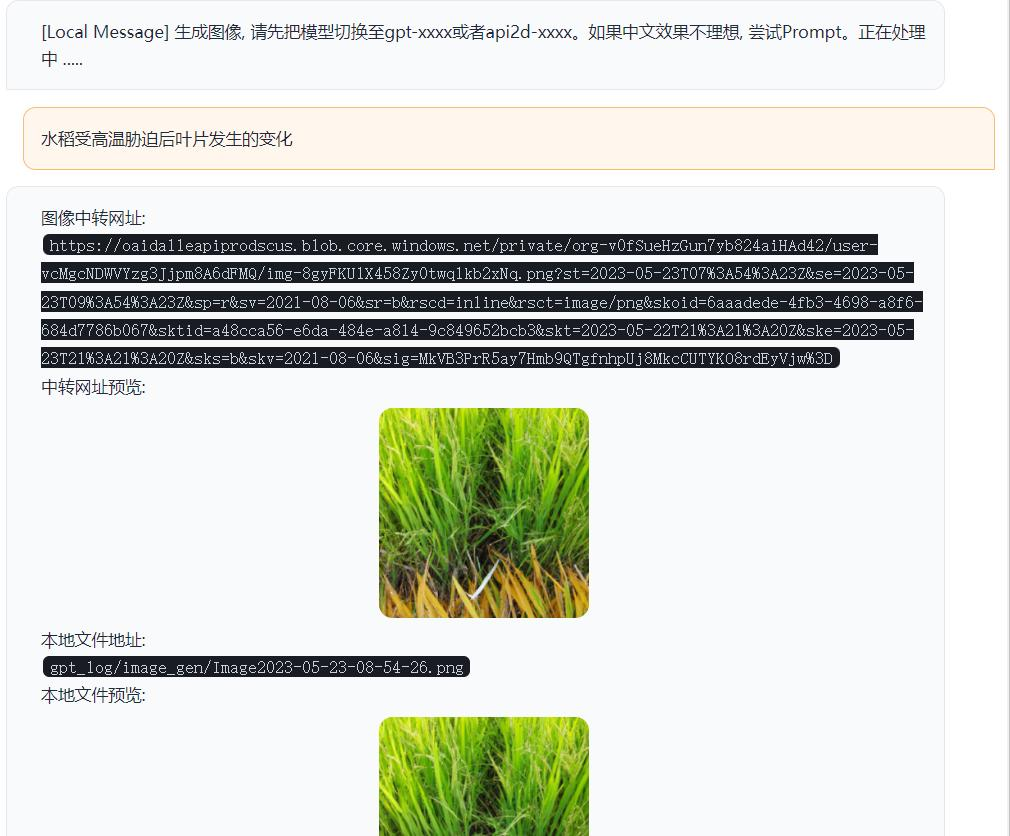 [Local Message] 生成图像, 请先把模型切换至gpt-xxxx或者api2d-xxxx。如果中文效果不理想, 尝试Prompt。正在处理
中 .....
水稻受高温胁迫后叶片发生的变化
图像中转网址:
https://oaidalleapiprodscus.blob.core.windows.net/private/org-v0fSueHzGun7yb824aiHAd42/user-
vcMgcNDWVYzg3Jjpm8A6dFMQ/img-8gyFKU1X458Zy0twq1kb2xNq.png?st=2023-05-23T07%3A54%3A23Z&se=2023-05-
23T09%3A54%3A23Z&sp=r&sv=2021-08-06&sr=b&rscd=inline&rsct=image/png&skoid=6aaadede-4fb3-4698-a8f6-
684d7786b067&sktid=a48cca56-e6da-484e-a814-9c849652bcb3&skt=2023-05-22T21%3A21%3A20Z&ske=2023-05-
23T21%3A21%3A20Z&sks=b&skv=2021-08-06&sig=MkVB3PrR5ay7Hmb9QTgfnhpUj8MkcCUTYKO8rdEyVjw%3D
中转网址预览:
本地文件地址:
gpt_log/image_gen/Image2023-05-23-08-54-26.png
本地文件预览: